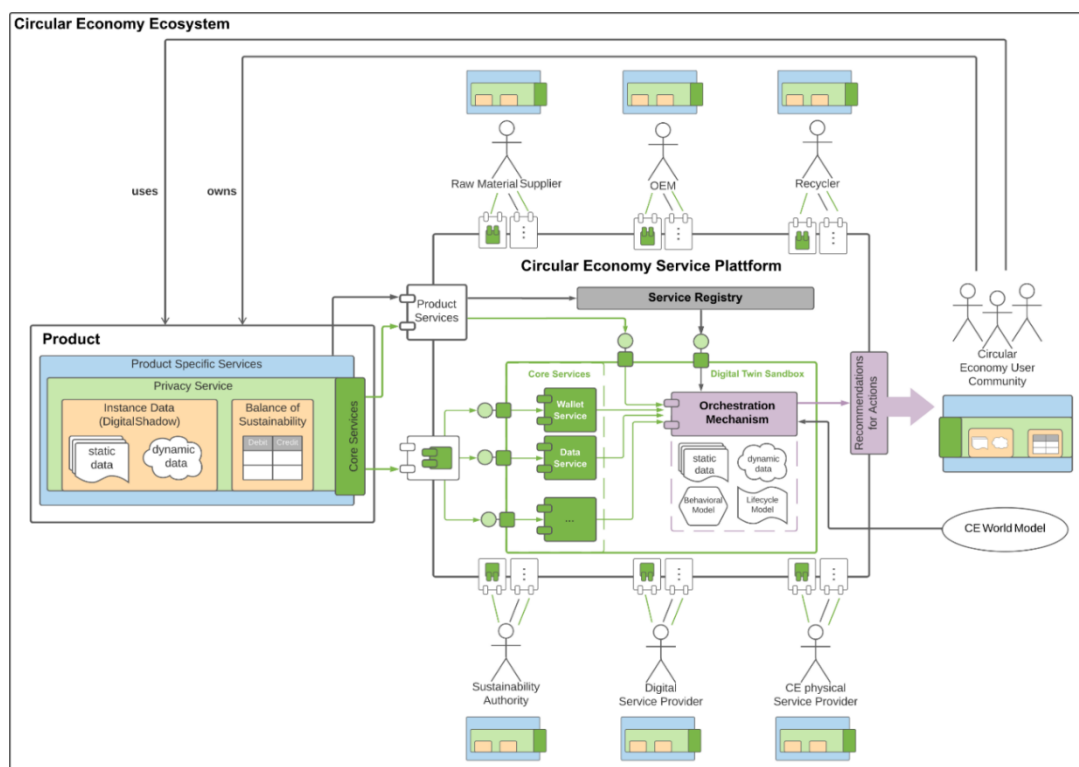 Circular Economy Ecosystem
uses
owns
Raw Material Supplier
OEM
Recycler
Circular Economy Service Plattform
Product
Services
Service Registry
Circular
Economy User
Community
Product
Product Specific Services
Privacy Service
Instance Data
(DigitalShadow)
static
data
dynamic
data
Balance of
Sustainability
Debit
Credit
Core Services
Core Services
Digital Twin Sandbox
Wallet
Service
Data
Service
...
Orchestration
Mechanism
static
data
dynamic
data
Behavioral
Model
Lifecycle
Model
Recommendations
for Actions
CE World Model
Sustainability
Authority
Digital
Service Provider
CE physical
Service Provider